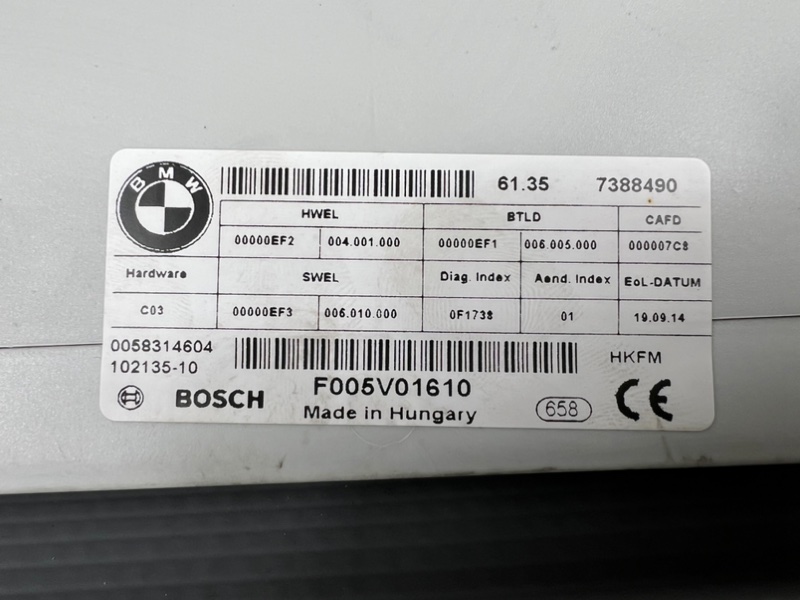 BMW
61.35 7388490
HWEL BTLD CAFD
00000EF2 004.001.000 00000EF1 006.005.000 000007C8
Hardware SWEL Diag. Index Aend. Index EoL-DATUM
C03 00000EF3 006.010.000 0F1738 01 19.09.14
0058314604
102135-10
HKFM
BOSCH F005V01610
Made in Hungary
658 CE